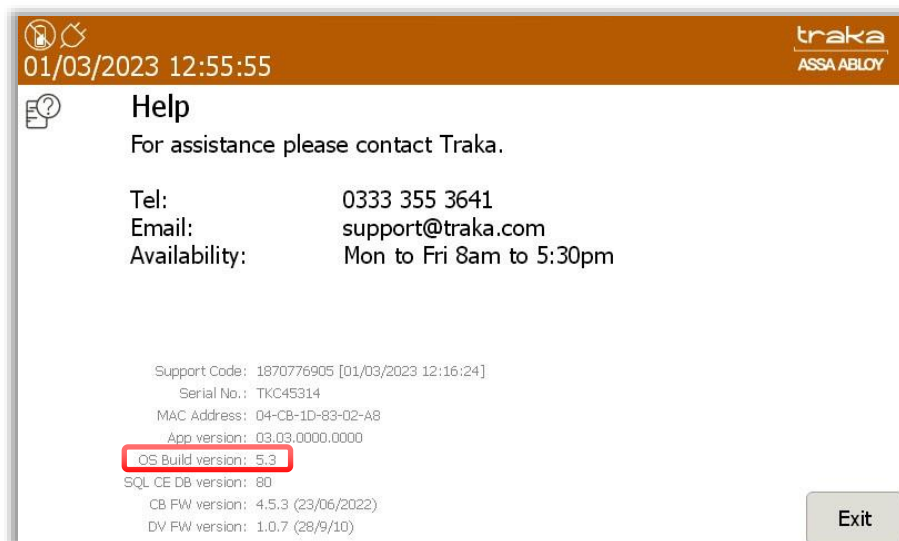 traka
01/03/2023 12:55:55
ASSA ABLOY
Help
For assistance please contact Traka.
Tel: 0333 355 3641
Email: support@traka.com
Availability: Mon to Fri 8am to 5:30pm
Support Code: 1870776905 [01/03/2023 12:16:24]
Serial No.: TKC45314
MAC Address: 04-CB-1D-83-02-A8
App version: 03.03.0000.0000
OS Build version: 5.3
SQL CE DB version: 80
CB FW version: 4.5.3 (23/06/2022)
DV FW version: 1.0.7 (28/9/10)
Exit